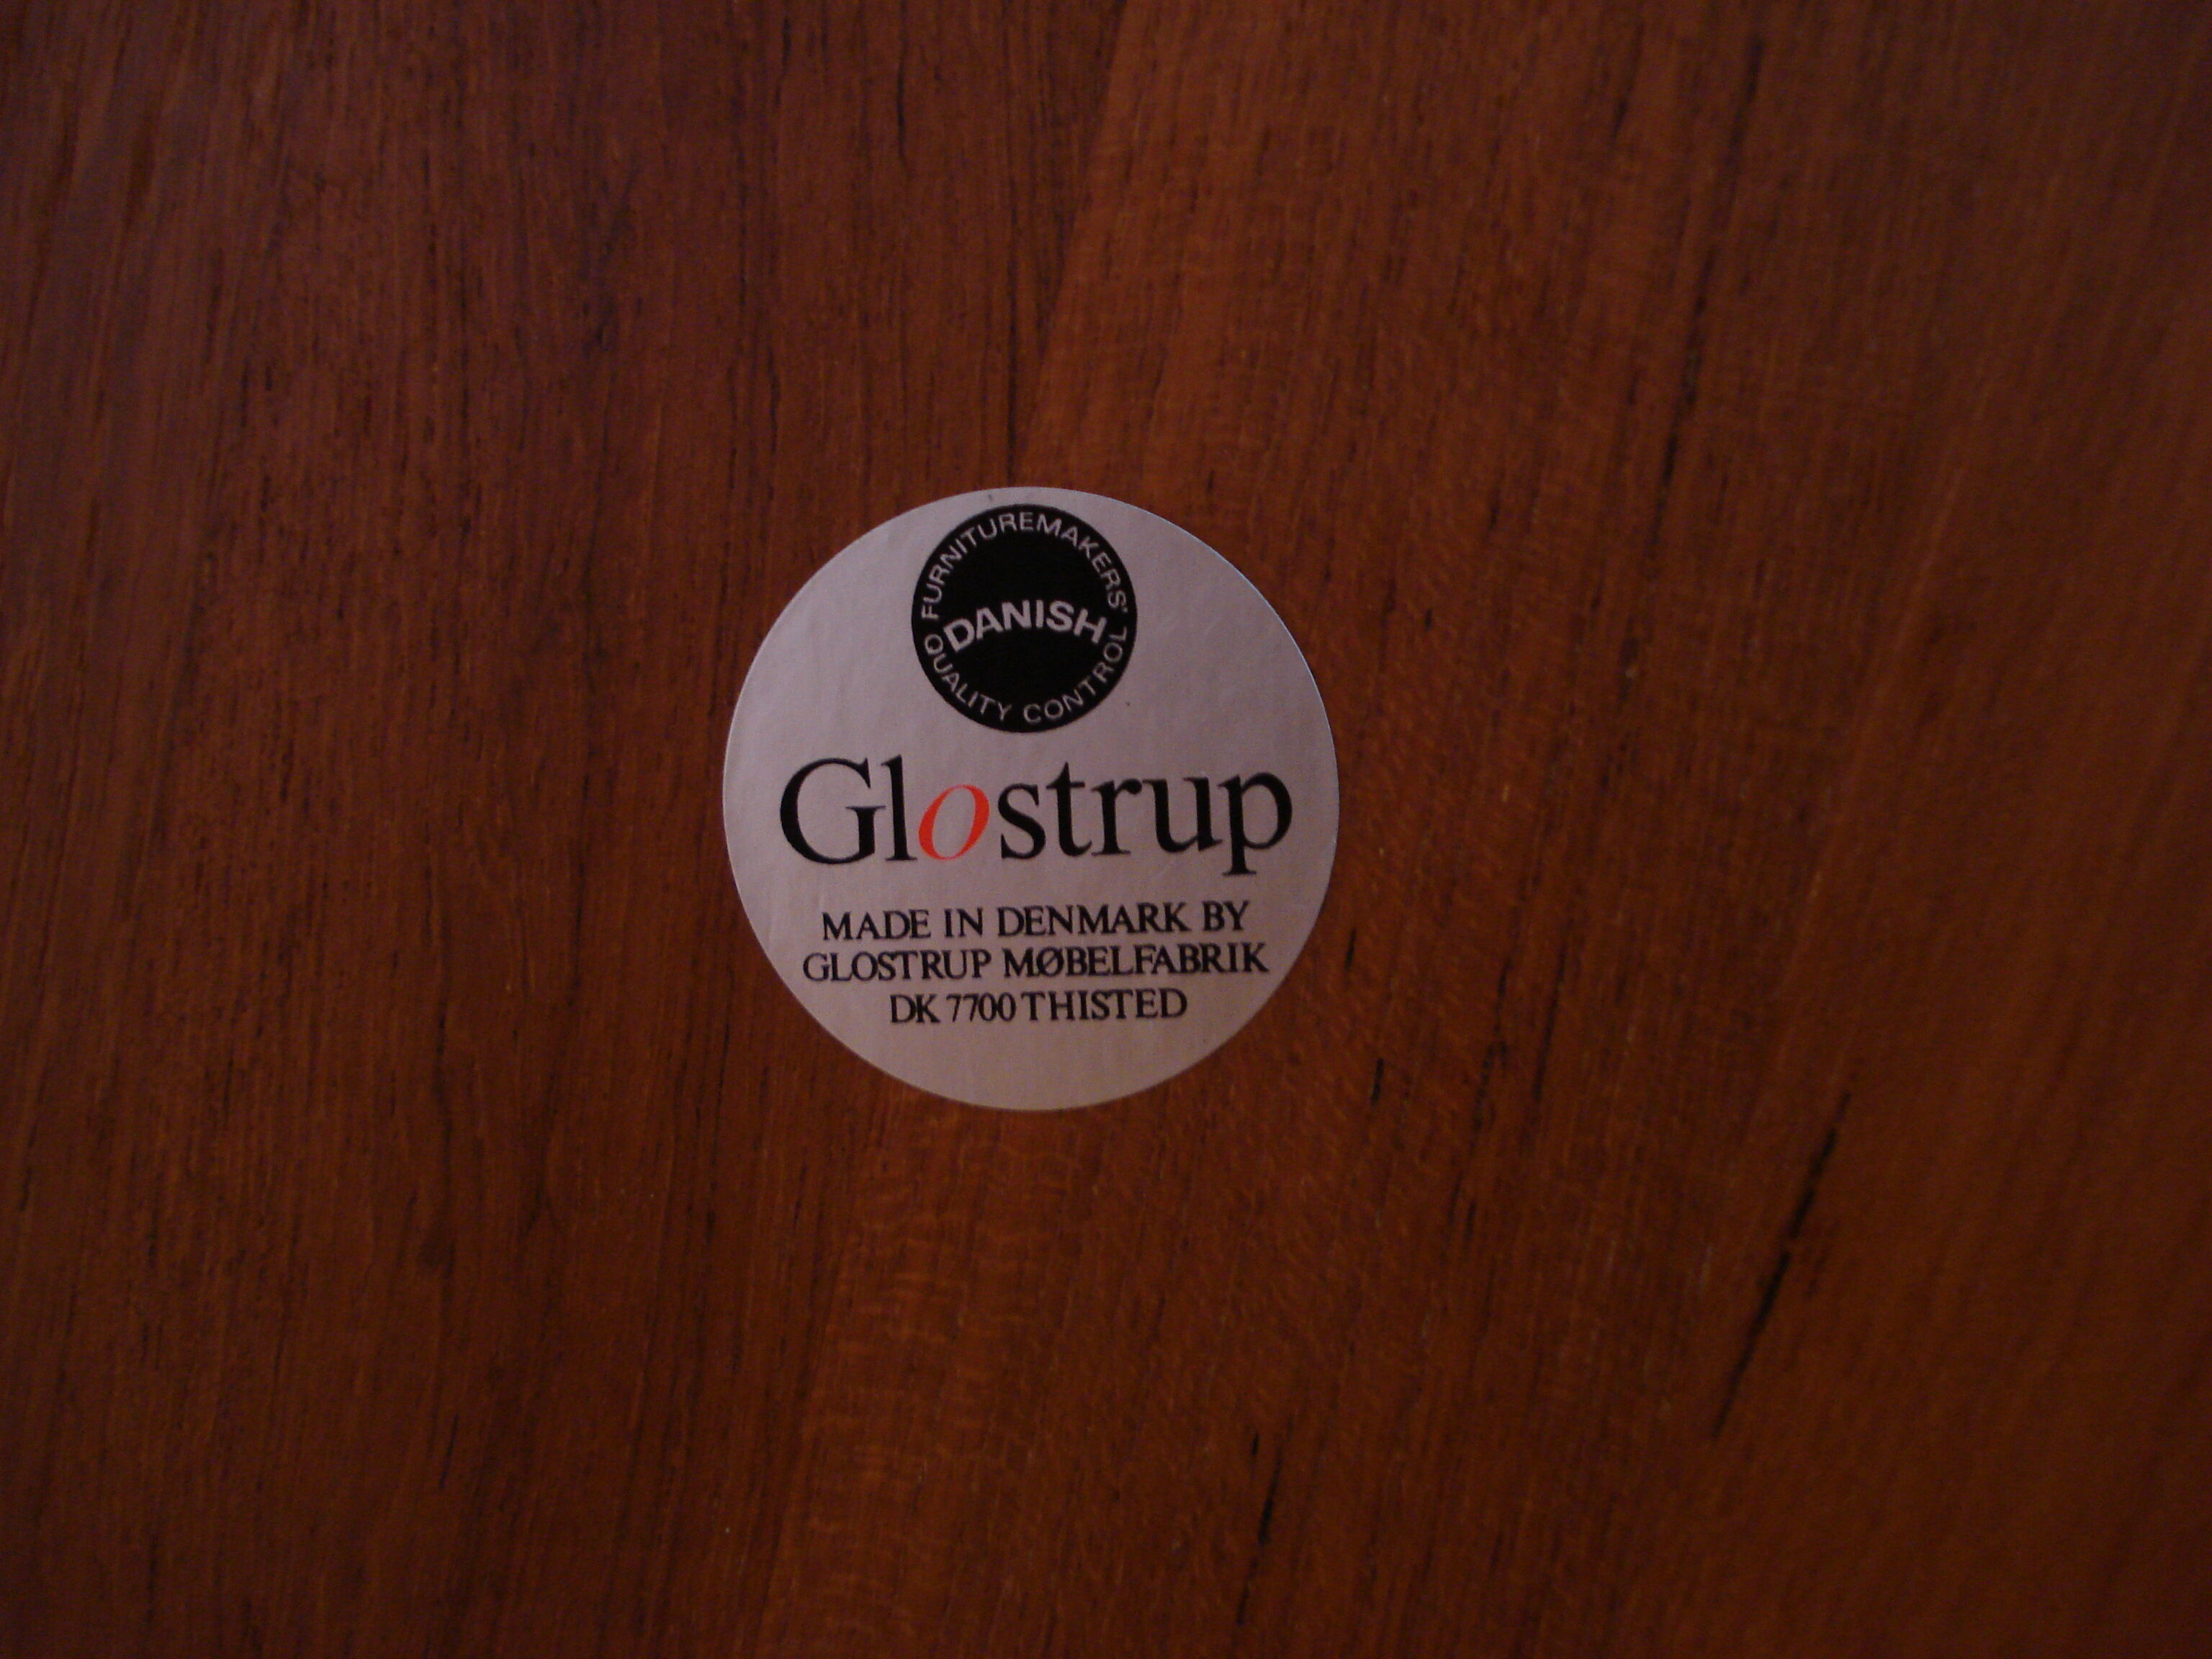 FURNITUREMAKERS'
DANISH
QUALITY CONTROL
Glostrup
MADE IN DENMARK BY
GLOSTRUP MØBELFABRIK
DK 7700 THISTED